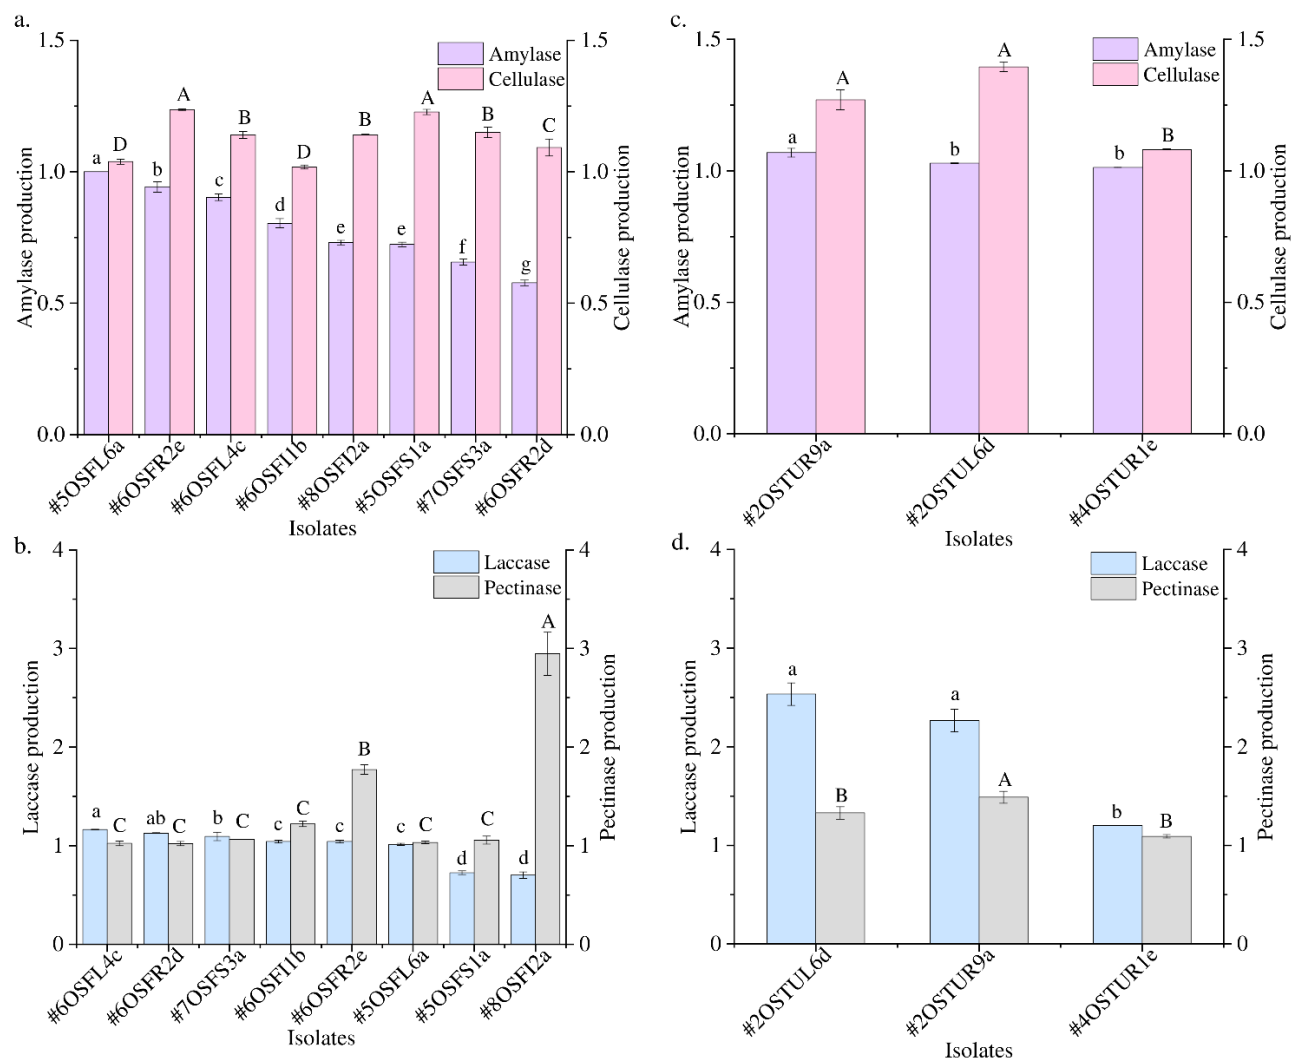 a.
1.5
1.0
0.5
0.0
Amylase production
Amylase
Cellulase
a D b A c B d D e B e A f B g C
1.5
1.0
0.5
0.0
Cellulase production
#5OSFL6a #6OSFR2e #6OSFL4c #6OSFI1b #8OSFI2a #5OSFS1a #7OSFS3a #6OSFR2d
Isolates
c.
1.5
1.0
0.5
0.0
Amylase production
Amylase
Cellulase
a A b A b B
1.5
1.0
0.5
0.0
Cellulase production
#2OSTUR9a #2OSTUL6d #4OSTUR1e
Isolates
b.
4
3
2
1
0
Laccase production
Laccase
Pectinase
a C ab C b C c C c B c C d C d A
4
3
2
1
0
Pectinase production
#6OSFL4c #6OSFR2d #7OSFS3a #6OSFI1b #6OSFR2e #5OSFL6a #5OSFS1a #8OSFI2a
Isolates
d.
4
3
2
1
0
Laccase production
Laccase
Pectinase
a B a A b B
4
3
2
1
0
Pectinase production
#2OSTUL6d #2OSTUR9a #4OSTUR1e
Isolates